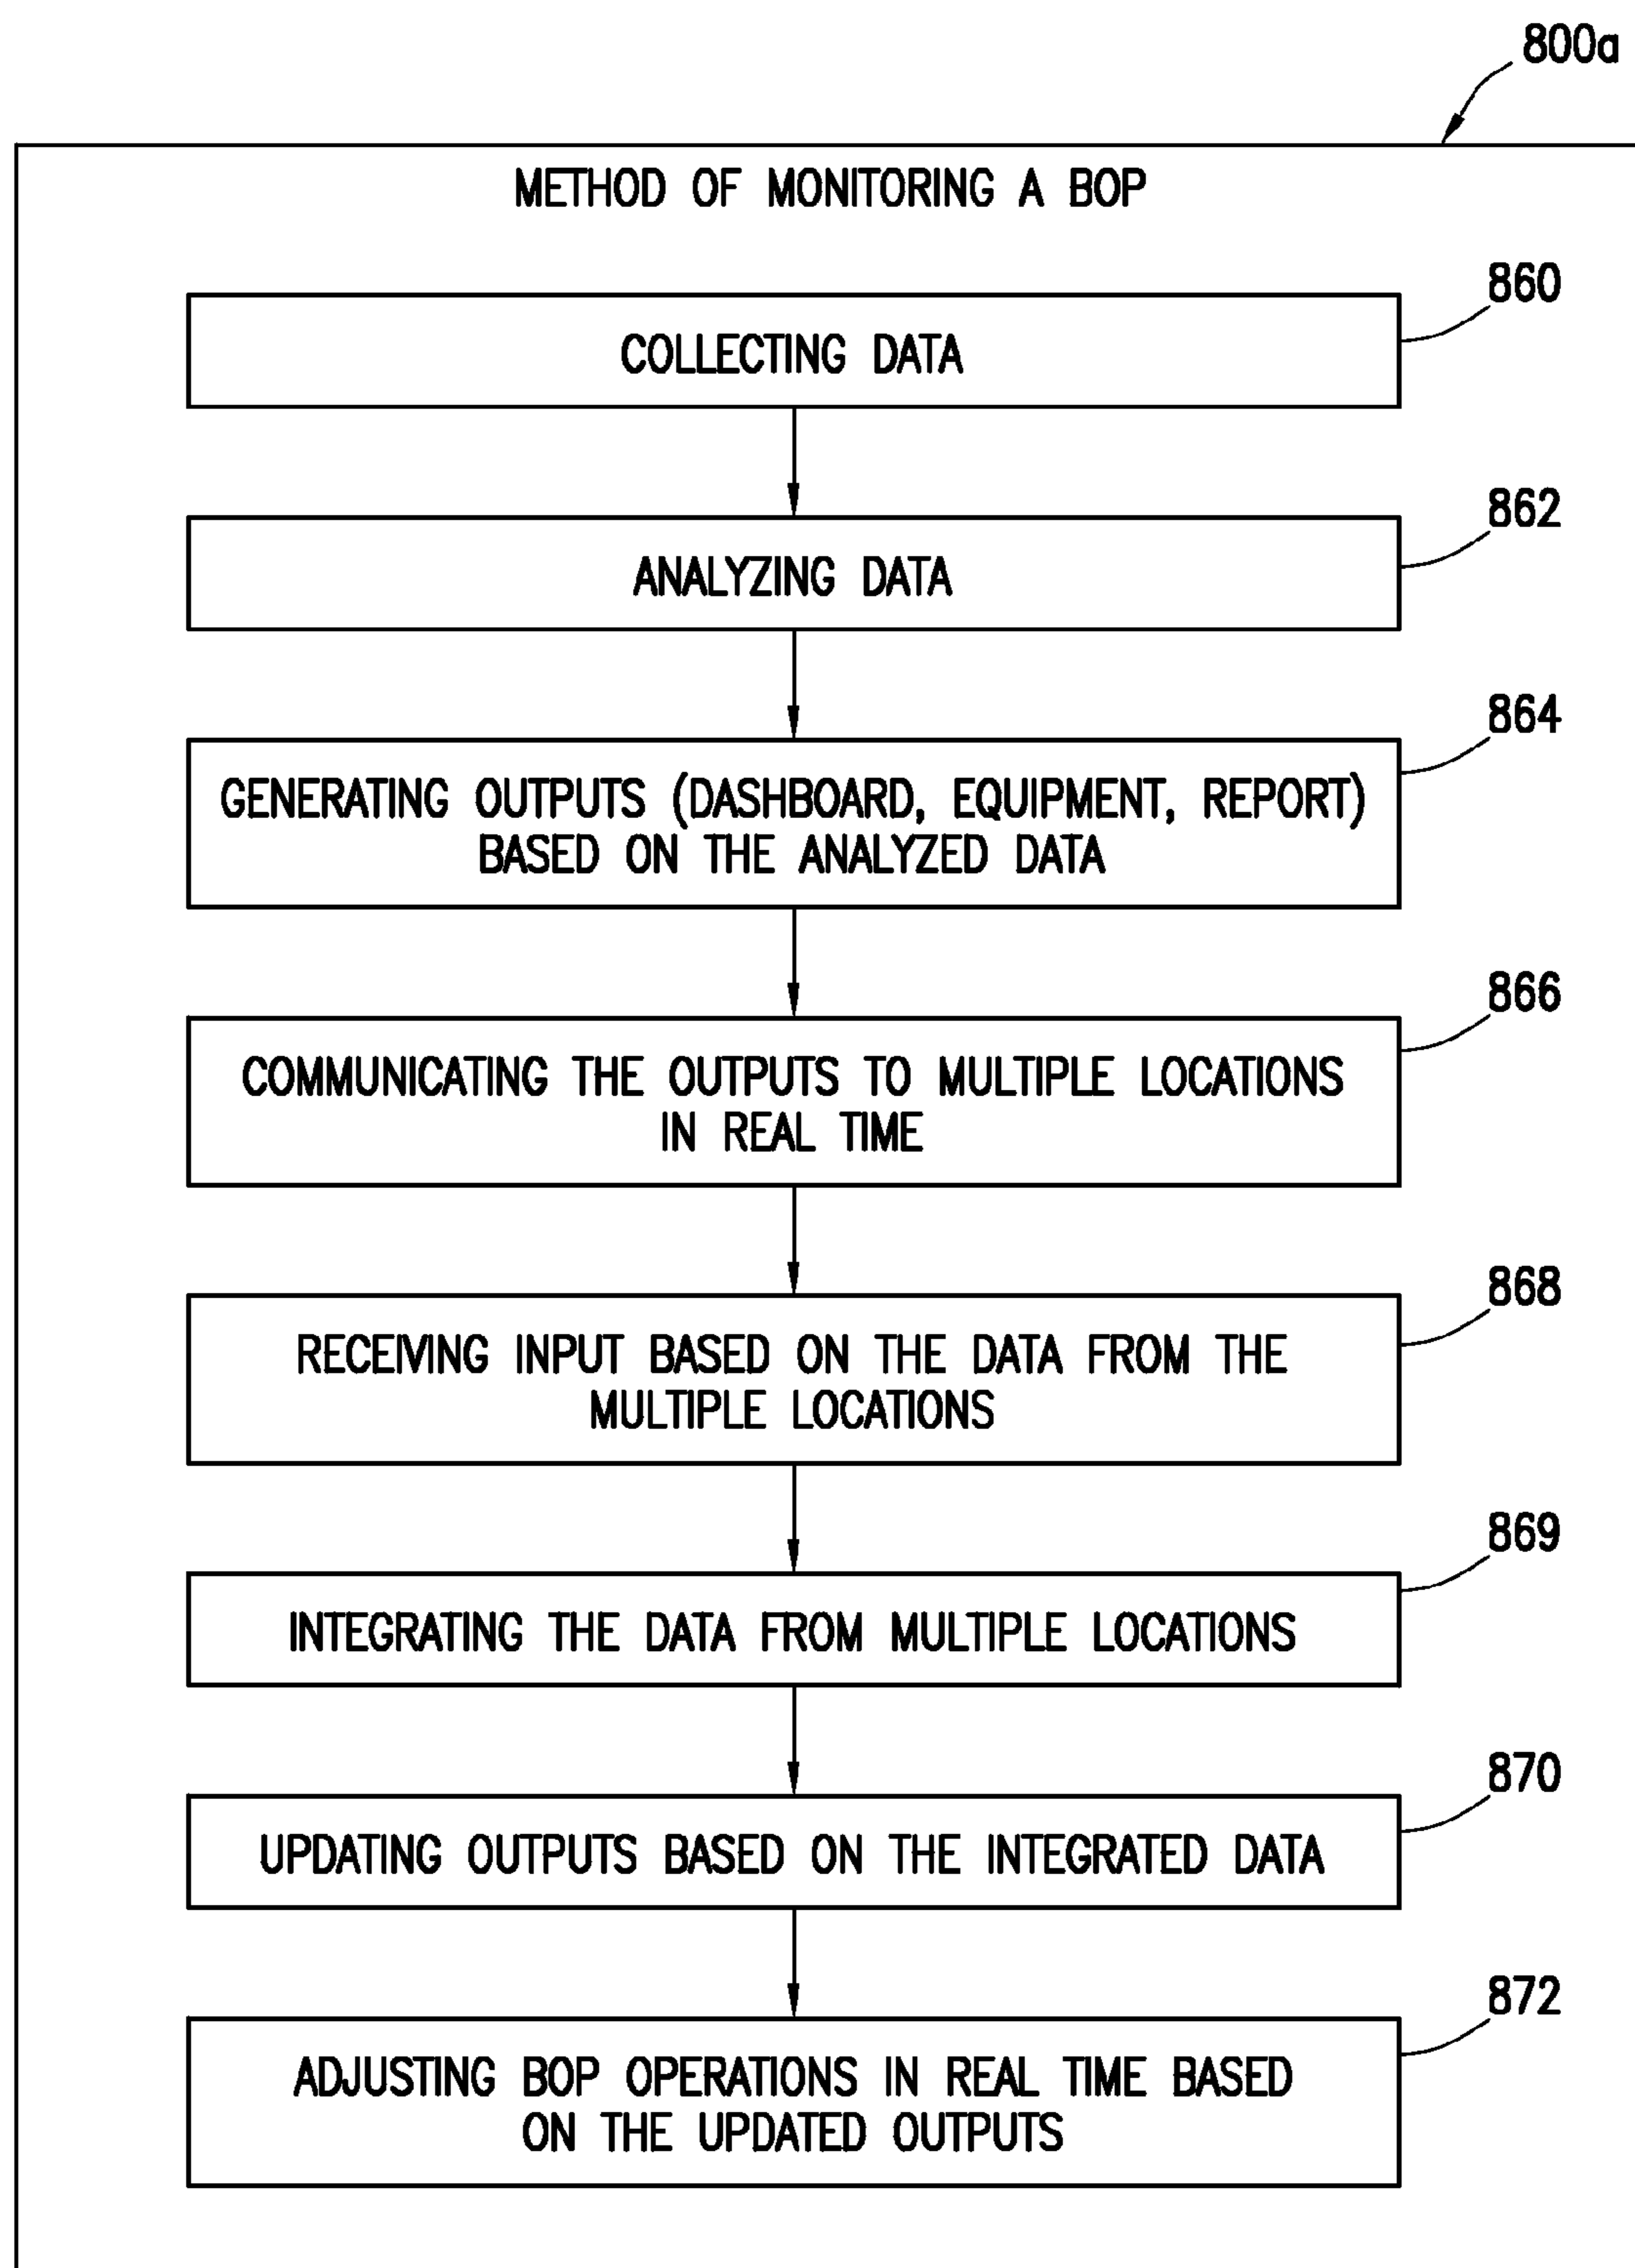 800a
METHOD OF MONITORING A BOP
860
COLLECTING DATA
862
ANALYZING DATA
864
GENERATING OUTPUTS (DASHBOARD, EQUIPMENT, REPORT)
BASED ON THE ANALYZED DATA
866
COMMUNICATING THE OUTPUTS TO MULTIPLE LOCATIONS
IN REAL TIME
868
RECEIVING INPUT BASED ON THE DATA FROM THE
MULTIPLE LOCATIONS
869
INTEGRATING THE DATA FROM MULTIPLE LOCATIONS
870
UPDATING OUTPUTS BASED ON THE INTEGRATED DATA
872
ADJUSTING BOP OPERATIONS IN REAL TIME BASED
ON THE UPDATED OUTPUTS